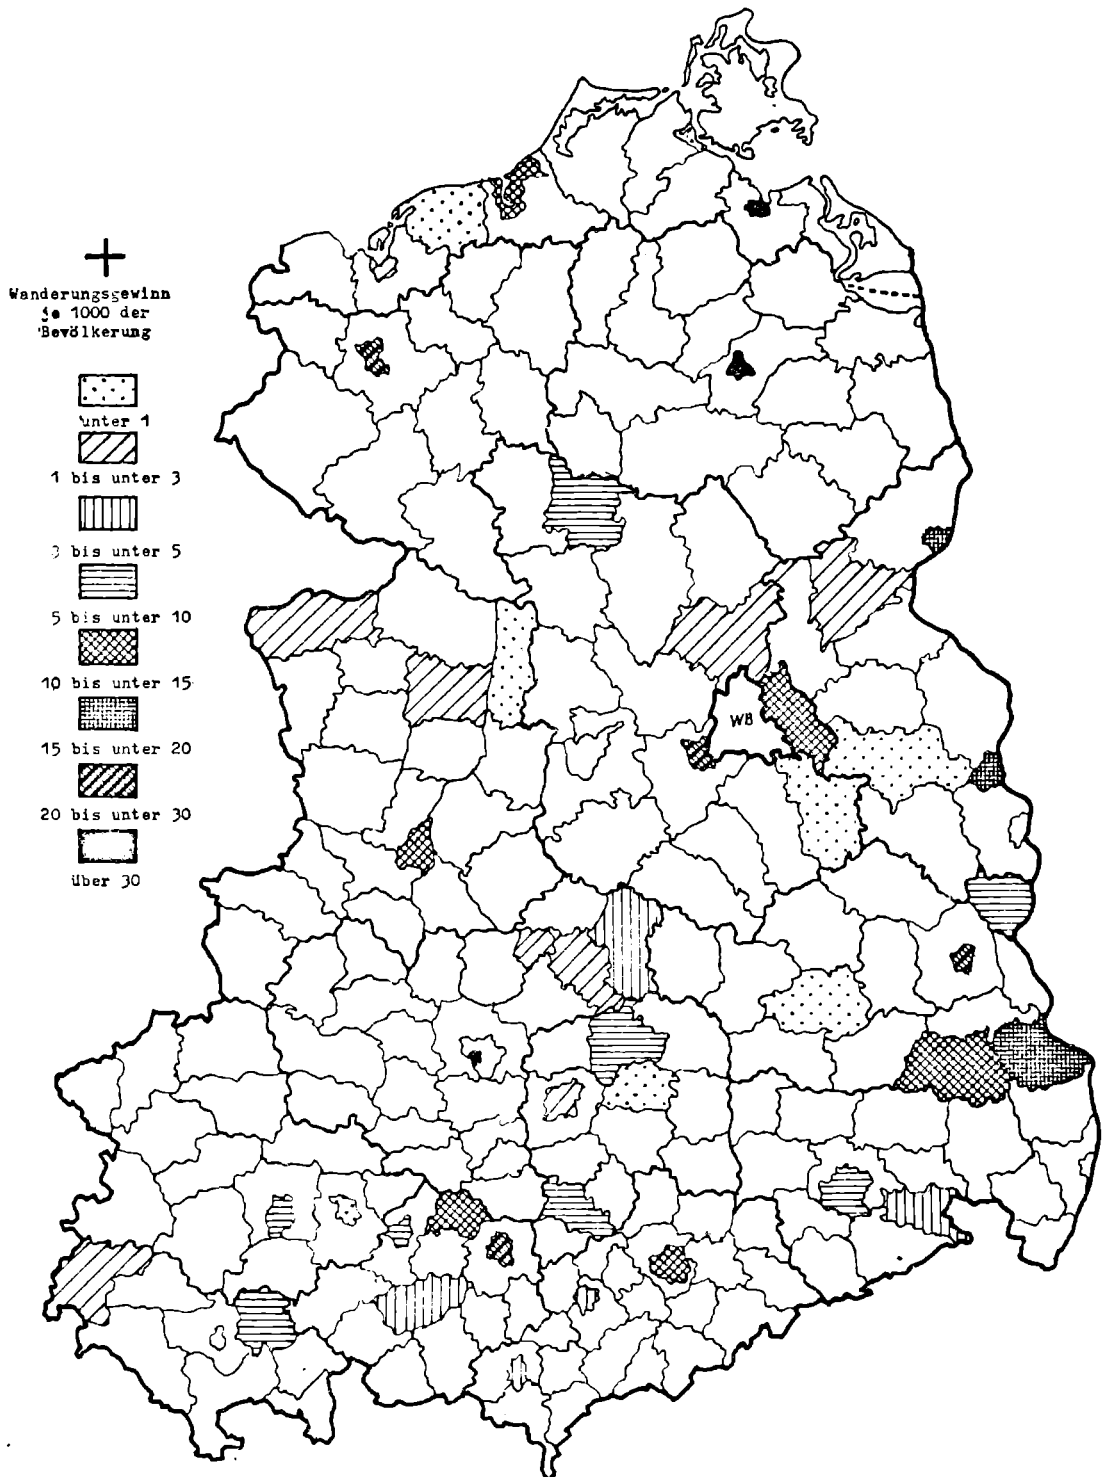 +
Wanderungsgewinn
je 1000 der
Bevölkerung
unter 1
1 bis unter 3
3 bis unter 5
5 bis unter 10
10 bis unter 15
15 bis unter 20
20 bis unter 30
über 30
WB